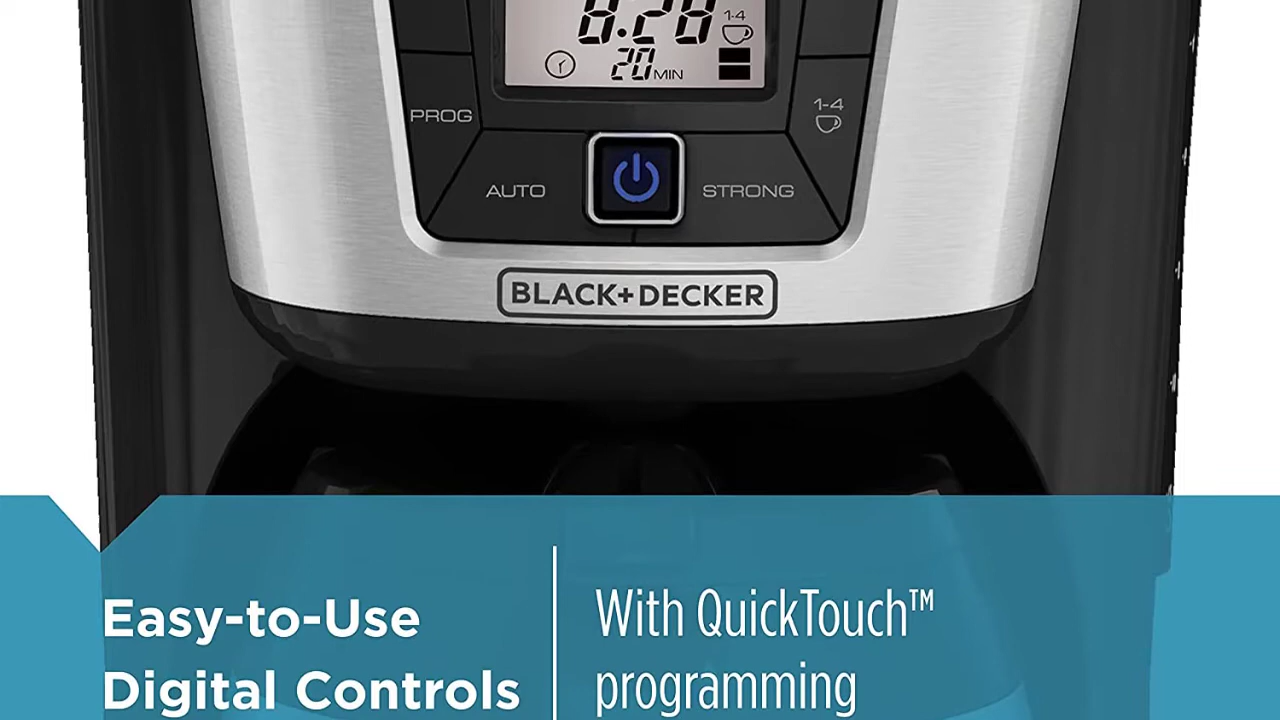 8:28
1-4
20 MIN
PROG
1-4
AUTO
STRONG
BLACK+DECKER
Easy-to-Use
Digital Controls
With QuickTouch™
programming